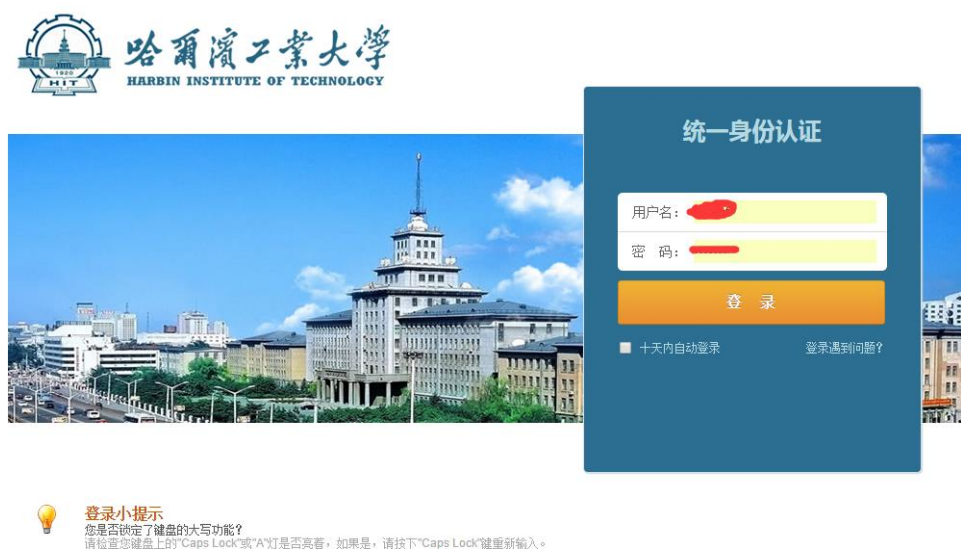 哈爾濱工業大學
HARBIN INSTITUTE OF TECHNOLOGY
1920
HIT
统一身份认证
用户名：
密 码：
登 录
十天内自动登录 登录遇到问题?
登录小提示
您是否锁定了键盘的大写功能?
请检查您键盘上的"Caps Lock"或"A"灯是否亮着，如果是，请按下"Caps Lock"键重新输入。